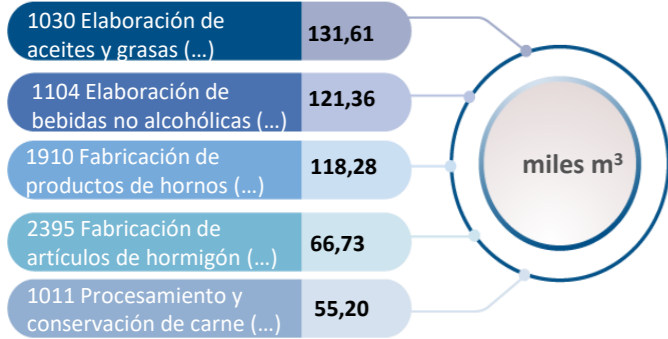 1030 Elaboración de
aceites y grasas (...)
131,61
1104 Elaboración de
bebidas no alcohólicas (...)
121,36
1910 Fabricación de
productos de hornos (...)
118,28
2395 Fabricación de
artículos de hormigón (...)
66,73
1011 Procesamiento y
conservación de carne (...)
55,20
miles m³